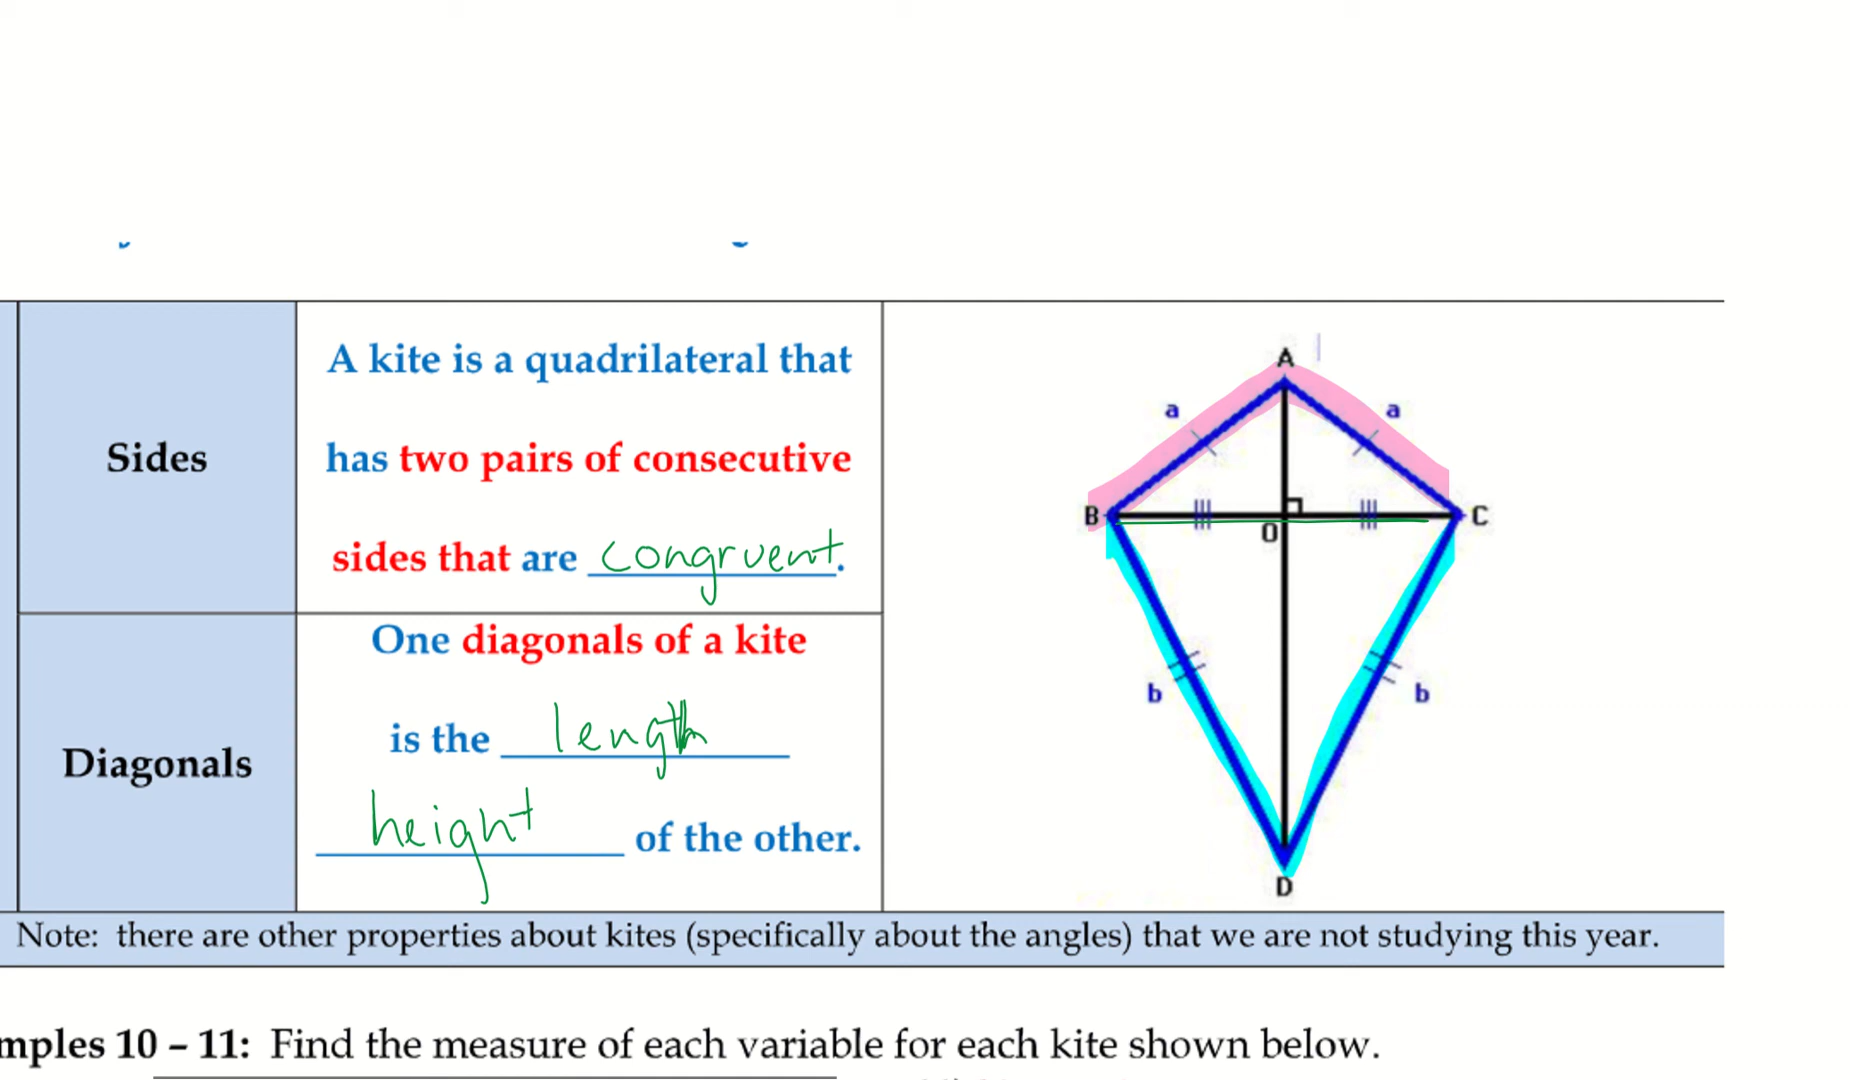 Sides
A kite is a quadrilateral that
has two pairs of consecutive
sides that are congruent.
Diagonals
One diagonals of a kite
is the length
height of the other.
A
a a
B C
O
b b
D
Note: there are other properties about kites (specifically about the angles) that we are not studying this year.
mples 10 – 11: Find the measure of each variable for each kite shown below.